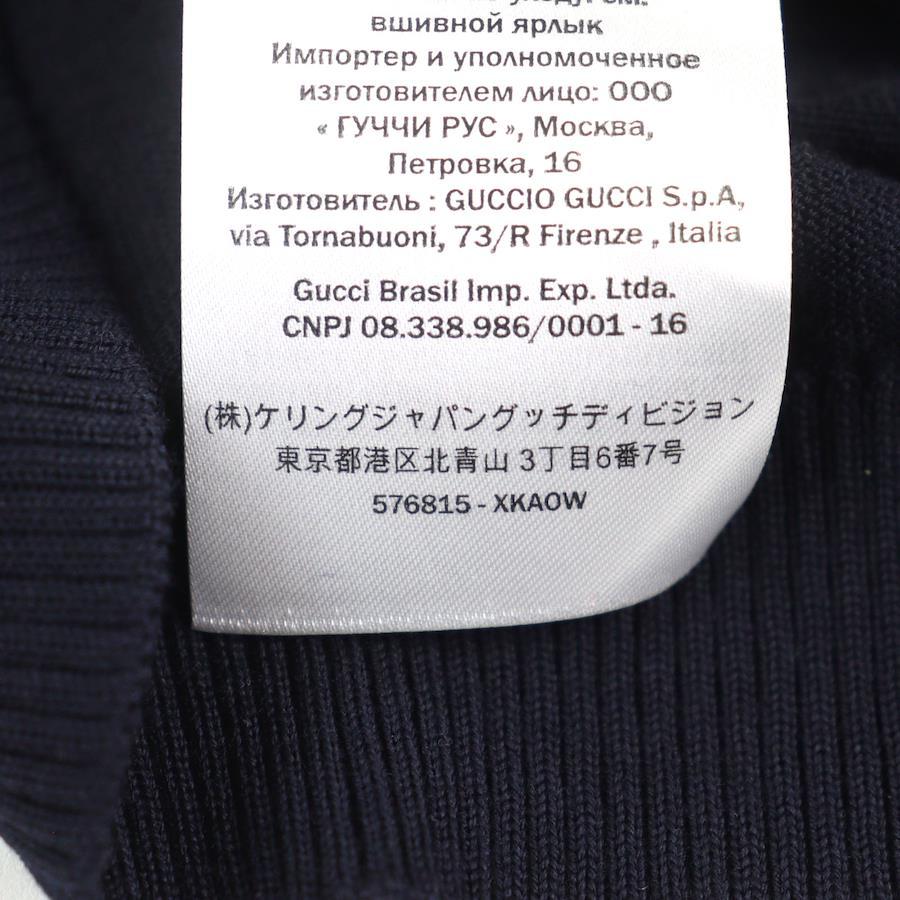 см.
вшивной ярлык
Импортер и уполномоченное
изготовителем лицо: ООО
« ГУЧЧИ РУС », Москва,
Петровка, 16
Изготовитель : GUCCIO GUCCI S.p.A,
via Tornabuoni, 73/R Firenze , Italia
Gucci Brasil Imp. Exp. Ltda.
CNPJ 08.338.986/0001 - 16
(株)ケリングジャパングッチディビジョン
東京都港区北青山 3丁目6番7号
576815 - XKAOW